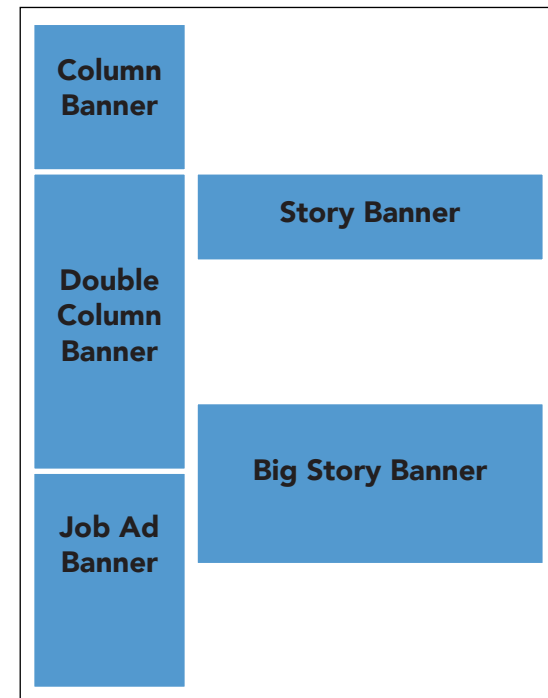 Column
Banner
Story Banner
Double
Column
Banner
Big Story Banner
Job Ad
Banner